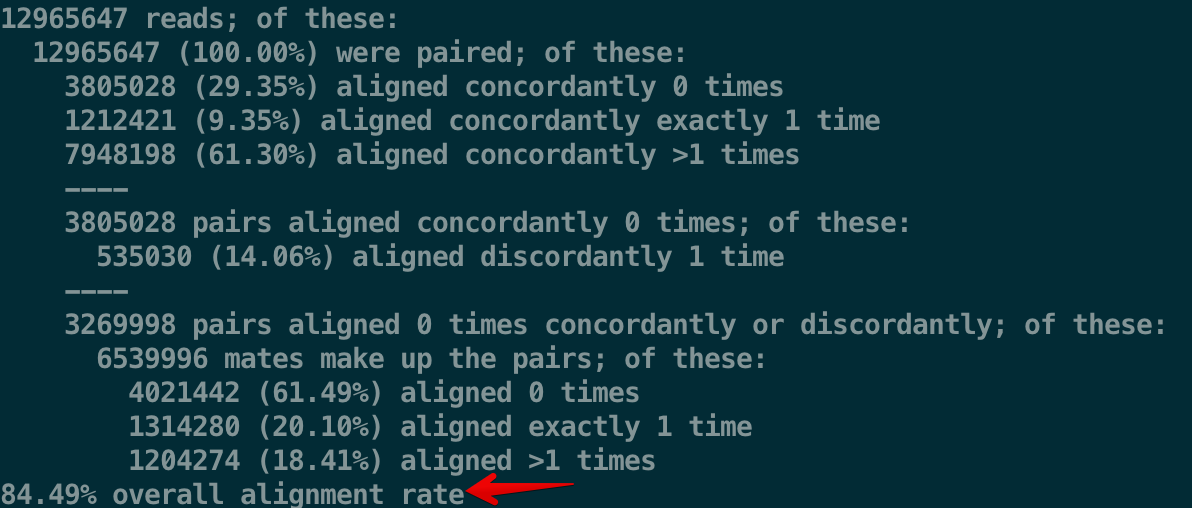 12965647 reads; of these:
  12965647 (100.00%) were paired; of these:
    3805028 (29.35%) aligned concordantly 0 times
    1212421 (9.35%) aligned concordantly exactly 1 time
    7948198 (61.30%) aligned concordantly >1 times
    ----
    3805028 pairs aligned concordantly 0 times; of these:
      535030 (14.06%) aligned discordantly 1 time
    ----
    3269998 pairs aligned 0 times concordantly or discordantly; of these:
      6539996 mates make up the pairs; of these:
        4021442 (61.49%) aligned 0 times
        1314280 (20.10%) aligned exactly 1 time
        1204274 (18.41%) aligned >1 times
84.49% overall alignment rate